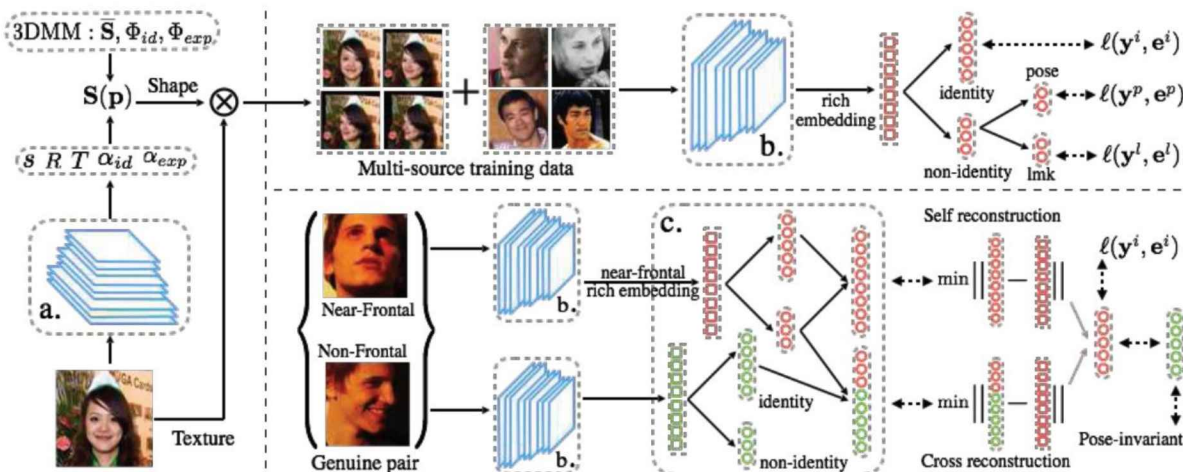 3DMM : S̅, Φ_id, Φ_exp
S(p)
Shape
⊗
s R T α_id α_exp
a.
Texture
+
Multi-source training data
b.
rich
embedding
identity
non-identity
pose
lmk
ℓ(y^i, e^i)
ℓ(y^p, e^p)
ℓ(y^l, e^l)
Near-Frontal
Non-Frontal
Genuine pair
b.
b.
near-frontal
rich embedding
c.
identity
non-identity
Self reconstruction
min
ℓ(y^i, e^i)
min
Cross reconstruction
Pose-invariant